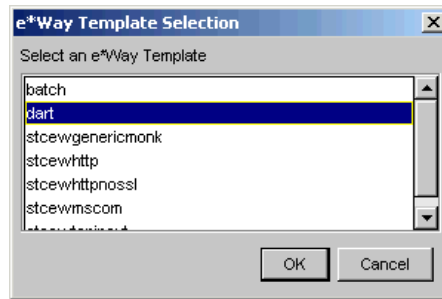 e*Way Template Selection
Select an e*Way Template
batch
dart
stcewgenericmonk
stcewhttp
stcewhttpnossl
stcewmscom
OK
Cancel